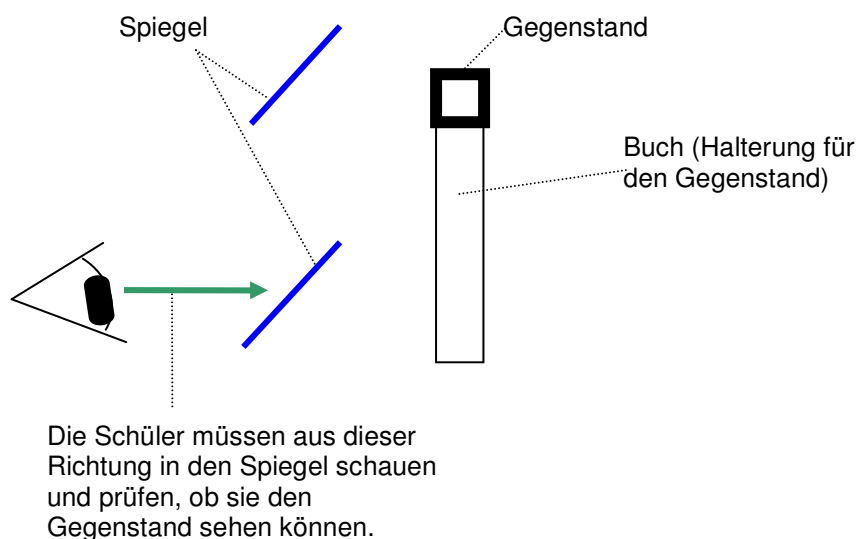 Spiegel
Gegenstand
Buch (Halterung für
den Gegenstand)
Die Schüler müssen aus dieser
Richtung in den Spiegel schauen
und prüfen, ob sie den
Gegenstand sehen können.